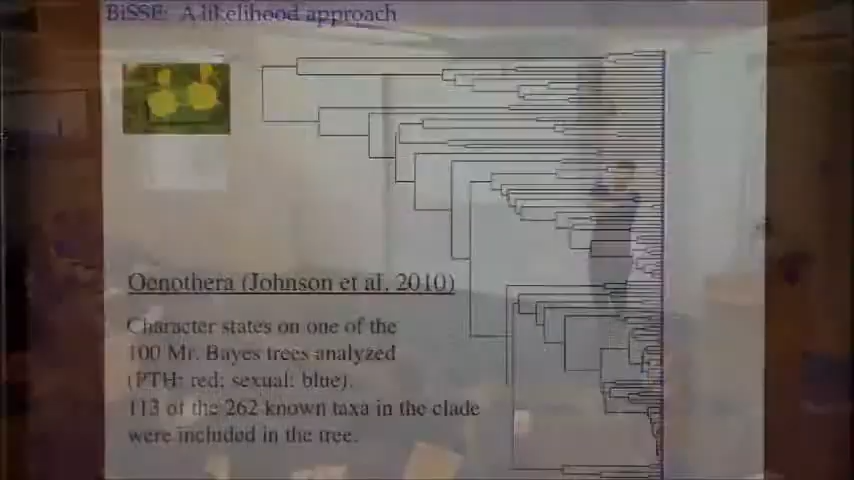 BiSSE: A likelihood approach
Oenothera (Johnson et al. 2010)
Character states on one of the
100 Mr. Bayes trees analyzed
(PTH: red; sexual: blue).
113 of the 262 known taxa in the clade
were included in the tree.